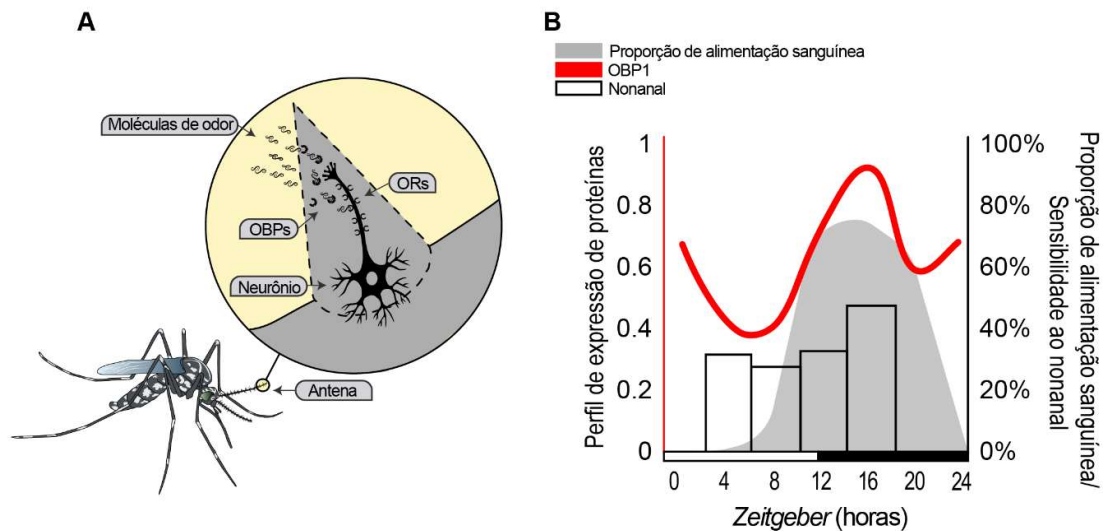 A
Moléculas de odor
ORs
OBPs
Neurônio
Antena
B
Proporção de alimentação sanguínea
OBP1
Nonanal
Perfil de expressão de proteínas
1
0.8
0.6
0.4
0.2
0
100%
80%
60%
40%
20%
0%
Proporção de alimentação sanguínea/
Sensibilidade ao nonanal
0 4 8 12 16 20 24
Zeitgeber (horas)